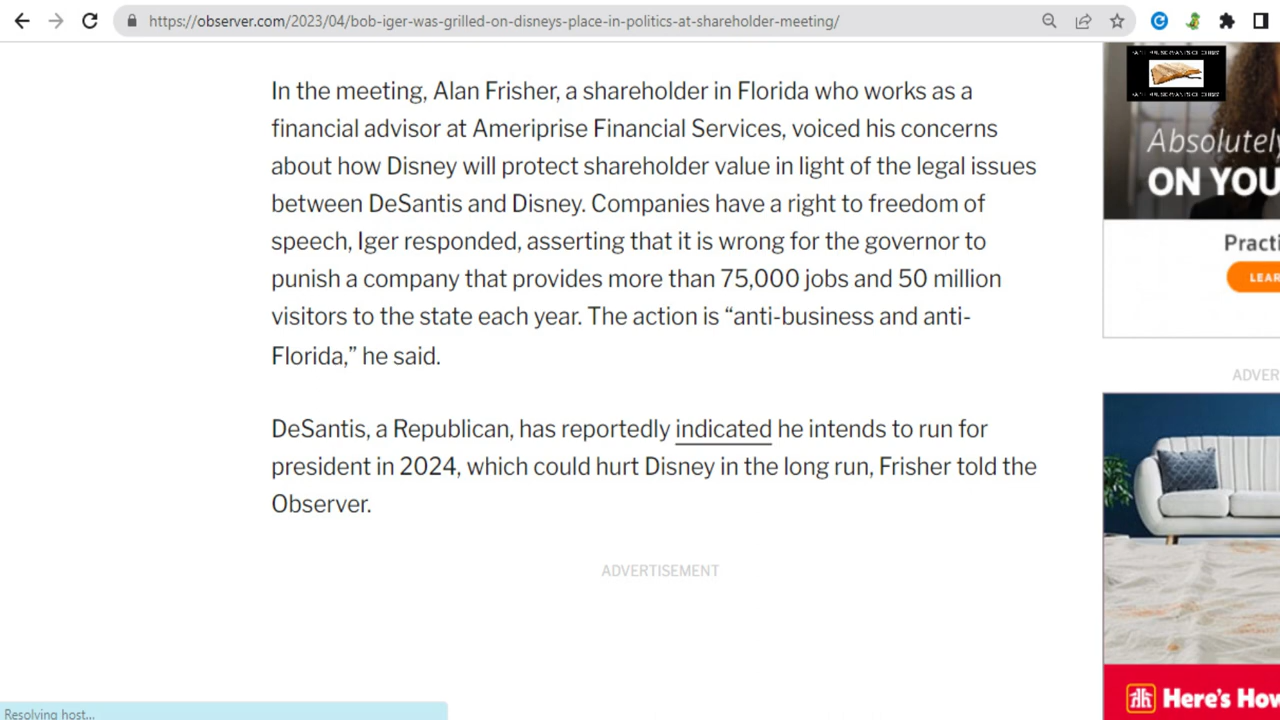 https://observer.com/2023/04/bob-iger-was-grilled-on-disneys-place-in-politics-at-shareholder-meeting/
In the meeting, Alan Frisher, a shareholder in Florida who works as a
financial advisor at Ameriprise Financial Services, voiced his concerns
about how Disney will protect shareholder value in light of the legal issues
between DeSantis and Disney. Companies have a right to freedom of
speech, Iger responded, asserting that it is wrong for the governor to
punish a company that provides more than 75,000 jobs and 50 million
visitors to the state each year. The action is “anti-business and anti-
Florida,” he said.
DeSantis, a Republican, has reportedly indicated he intends to run for
president in 2024, which could hurt Disney in the long run, Frisher told the
Observer.
ADVERTISEMENT
Absolutely
ON YOU
Practi
LEAR
ADVER
Here's How
Resolving host...